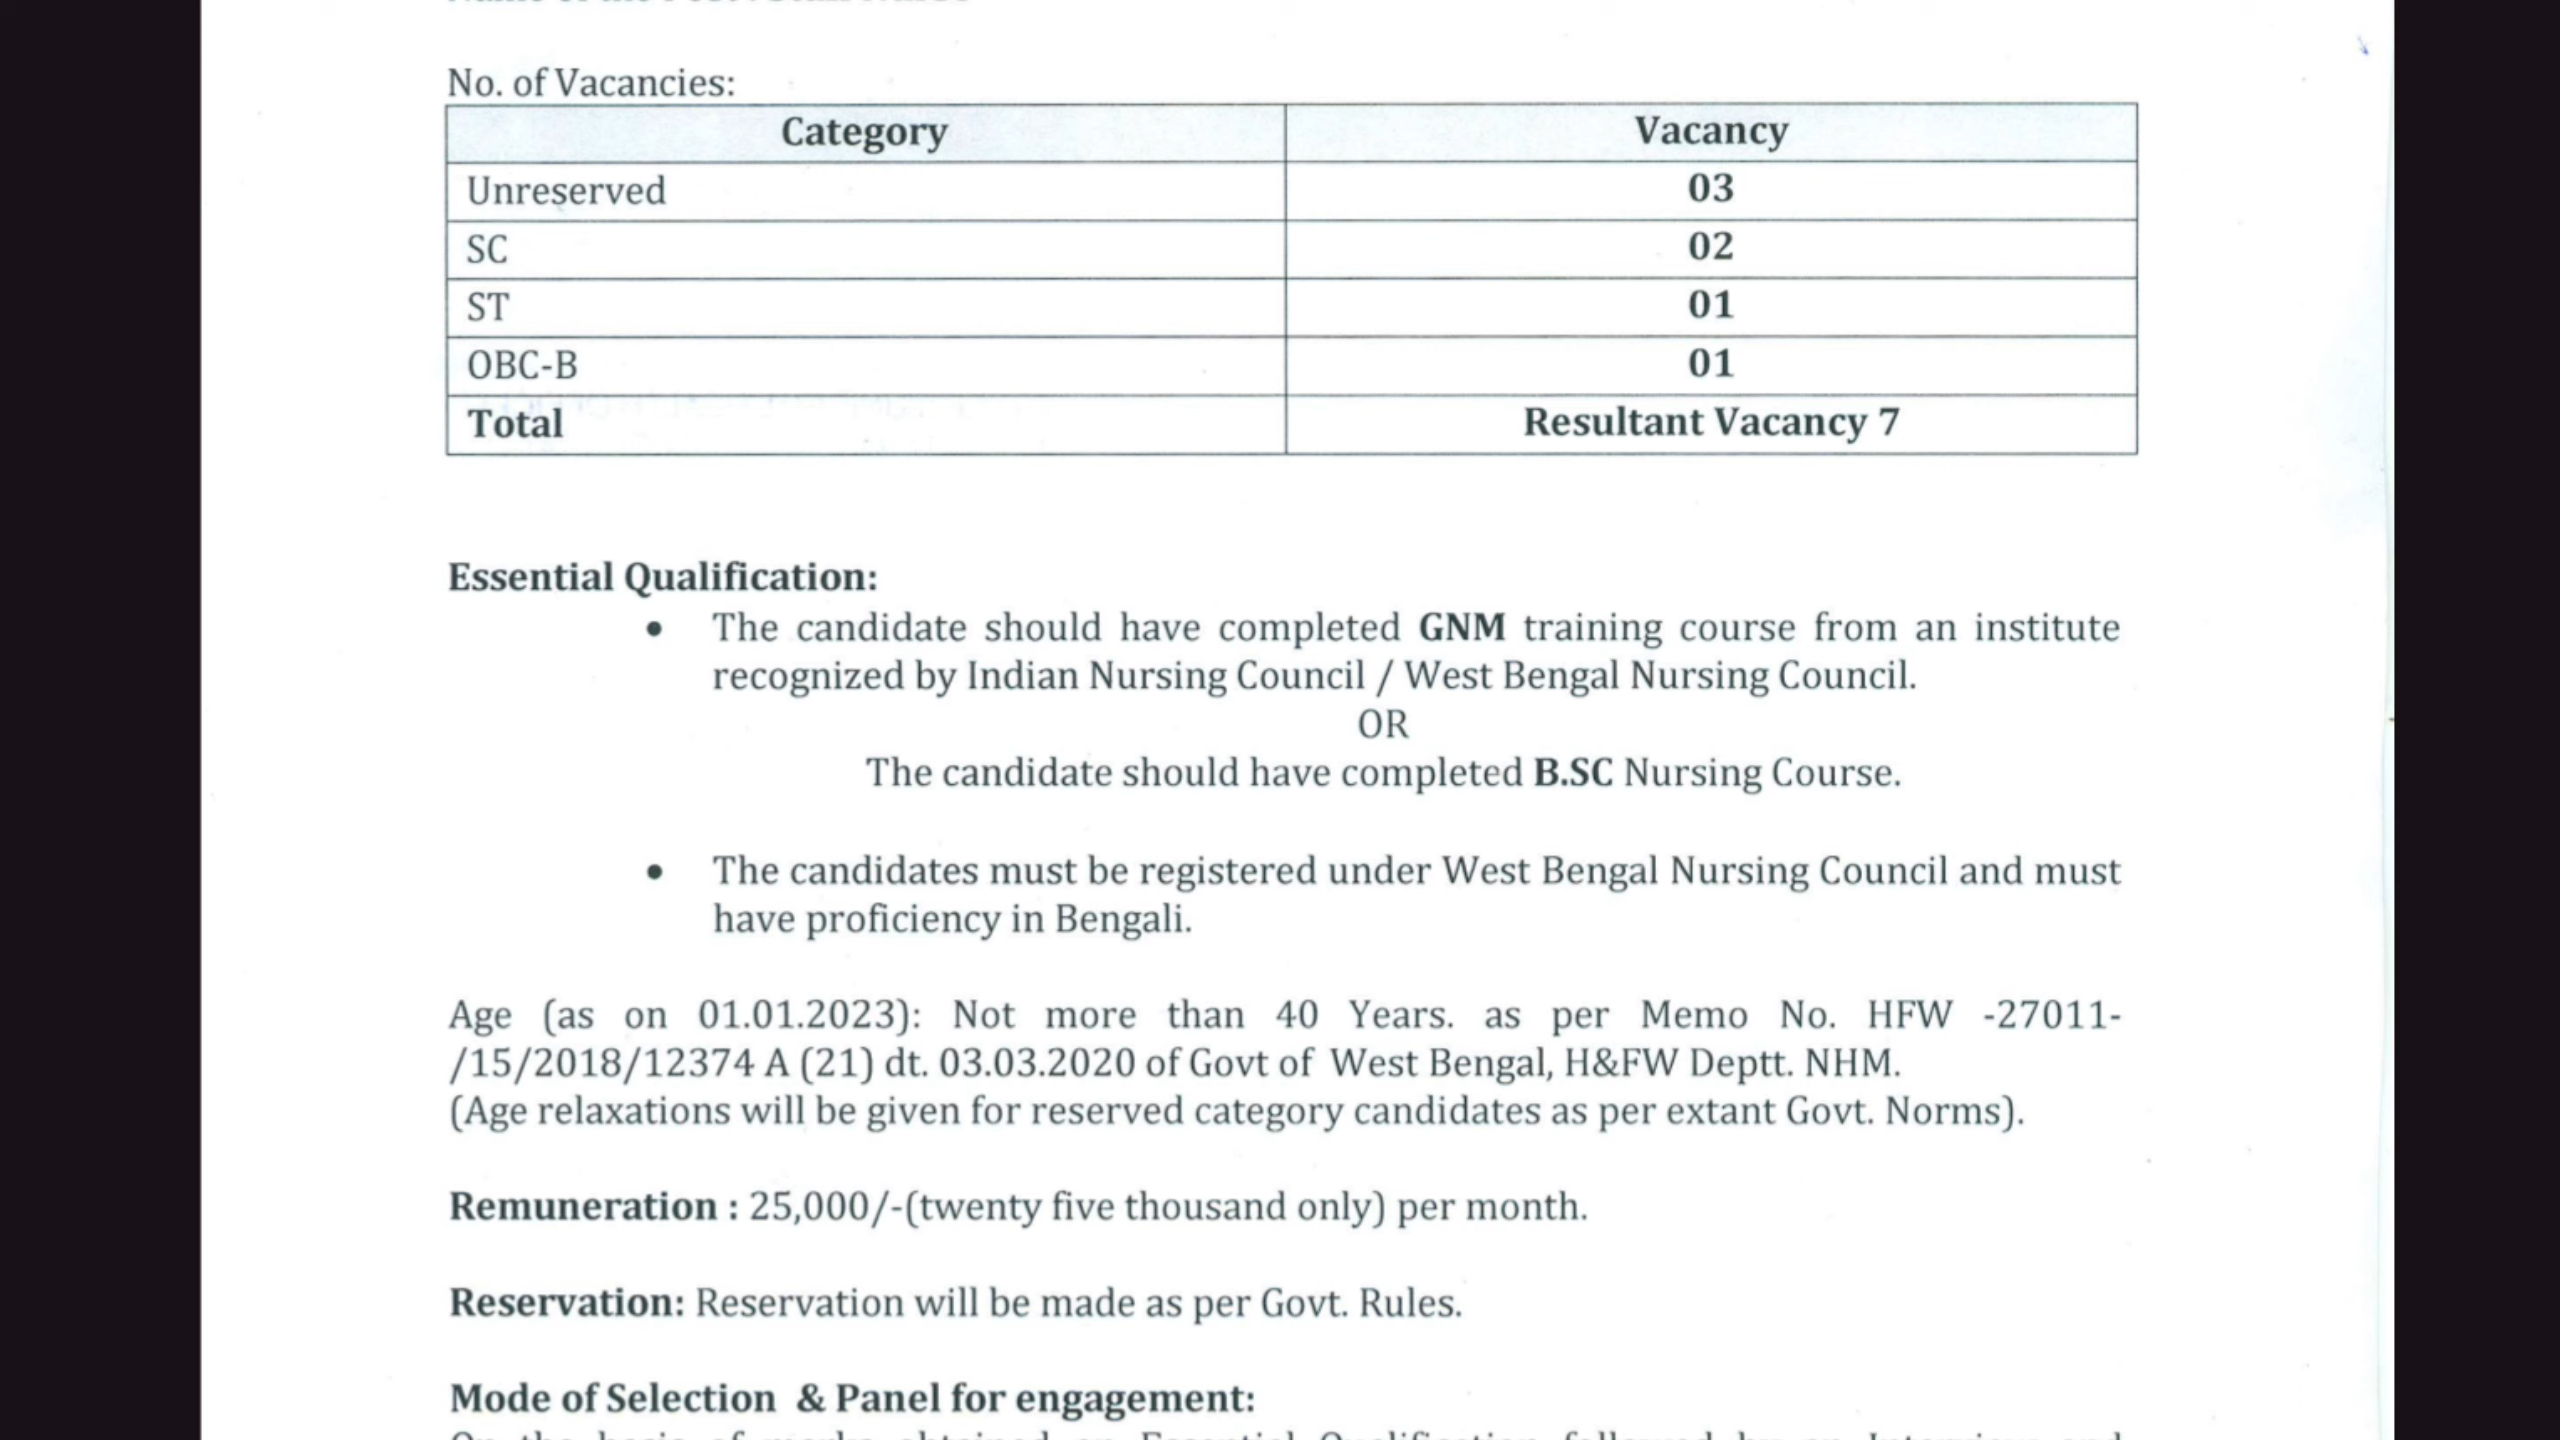 No. of Vacancies:
Category Vacancy
Unreserved 03
SC 02
ST 01
OBC-B 01
Total Resultant Vacancy 7
Essential Qualification:
• The candidate should have completed GNM training course from an institute
recognized by Indian Nursing Council / West Bengal Nursing Council.
OR
The candidate should have completed B.SC Nursing Course.
• The candidates must be registered under West Bengal Nursing Council and must
have proficiency in Bengali.
Age (as on 01.01.2023): Not more than 40 Years. as per Memo No. HFW -27011-
/15/2018/12374 A (21) dt. 03.03.2020 of Govt of West Bengal, H&FW Deptt. NHM.
(Age relaxations will be given for reserved category candidates as per extant Govt. Norms).
Remuneration : 25,000/-(twenty five thousand only) per month.
Reservation: Reservation will be made as per Govt. Rules.
Mode of Selection & Panel for engagement: